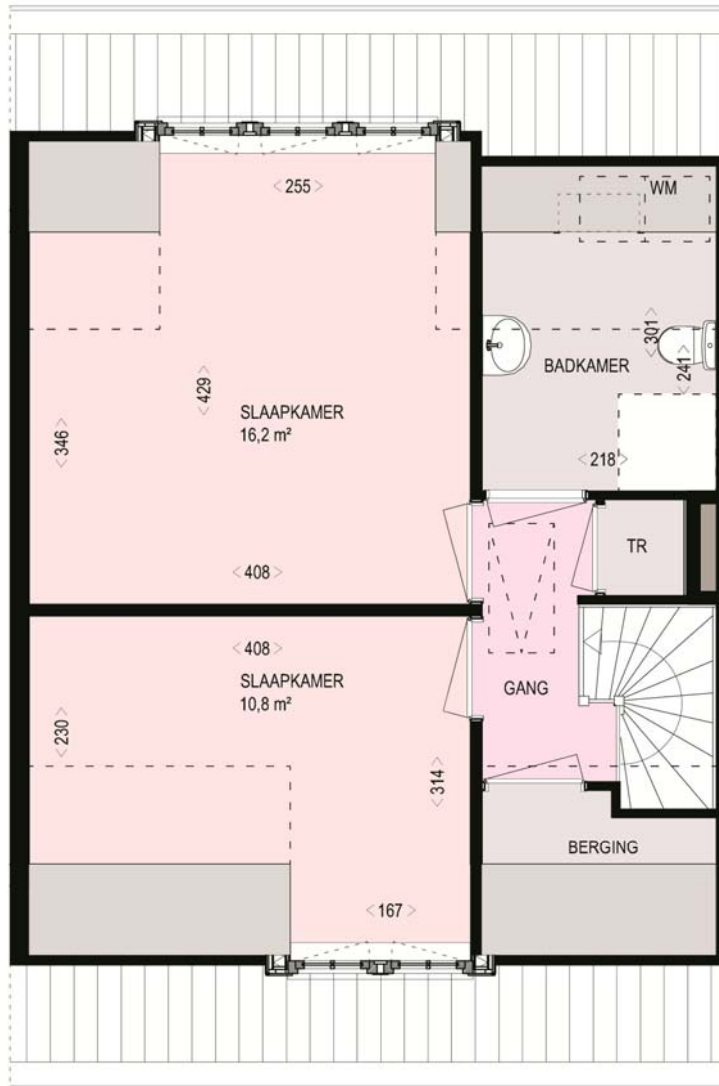 WM
<255>
<301>
<241>
BADKAMER
<429>
<346>
SLAAPKAMER
16,2 m²
<218>
TR
<408>
<408>
SLAAPKAMER
10,8 m²
GANG
<230>
<314>
BERGING
<167>